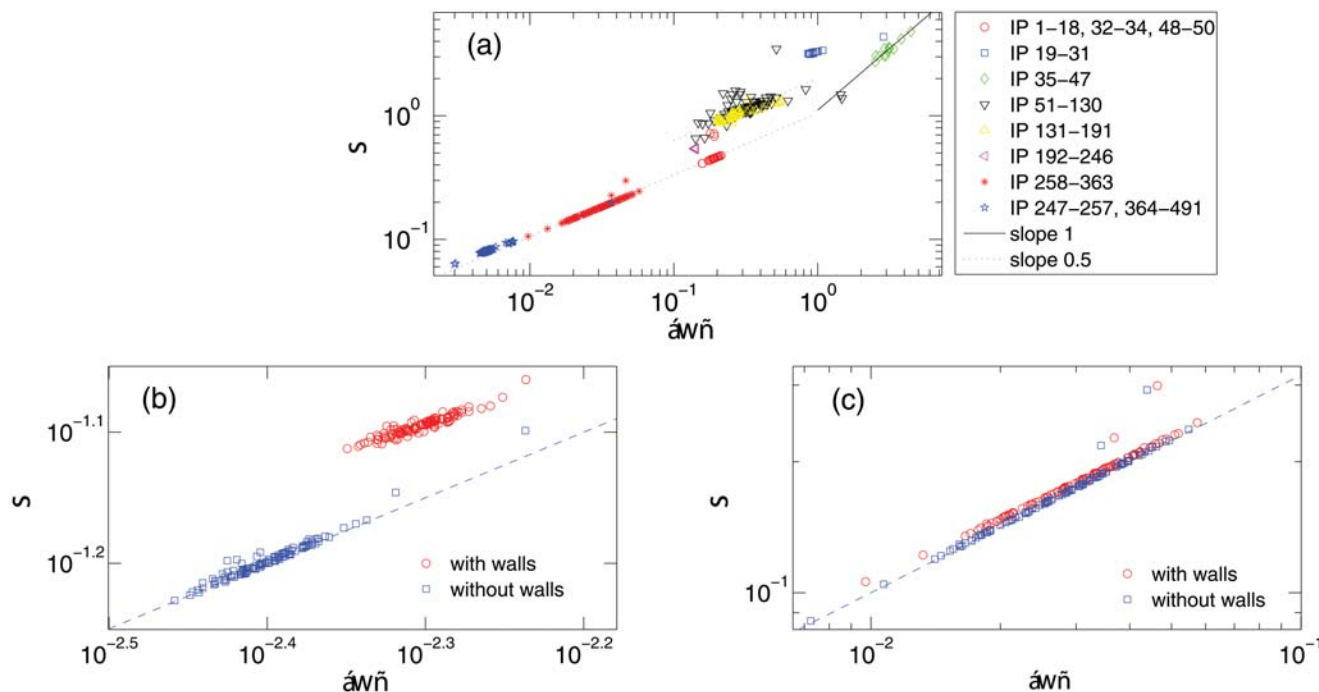 (a)
10^0
10^−1
s
10^−2
10^−1
10^0
áwñ
IP 1−18, 32−34, 48−50
IP 19−31
IP 35−47
IP 51−130
IP 131−191
IP 192−246
IP 258−363
IP 247−257, 364−491
slope 1
slope 0.5
(b)
10^−1.1
10^−1.2
s
with walls
without walls
10^−2.5
10^−2.4
10^−2.3
10^−2.2
áwñ
(c)
s
10^−1
with walls
without walls
10^−2
10^−1
áwñ